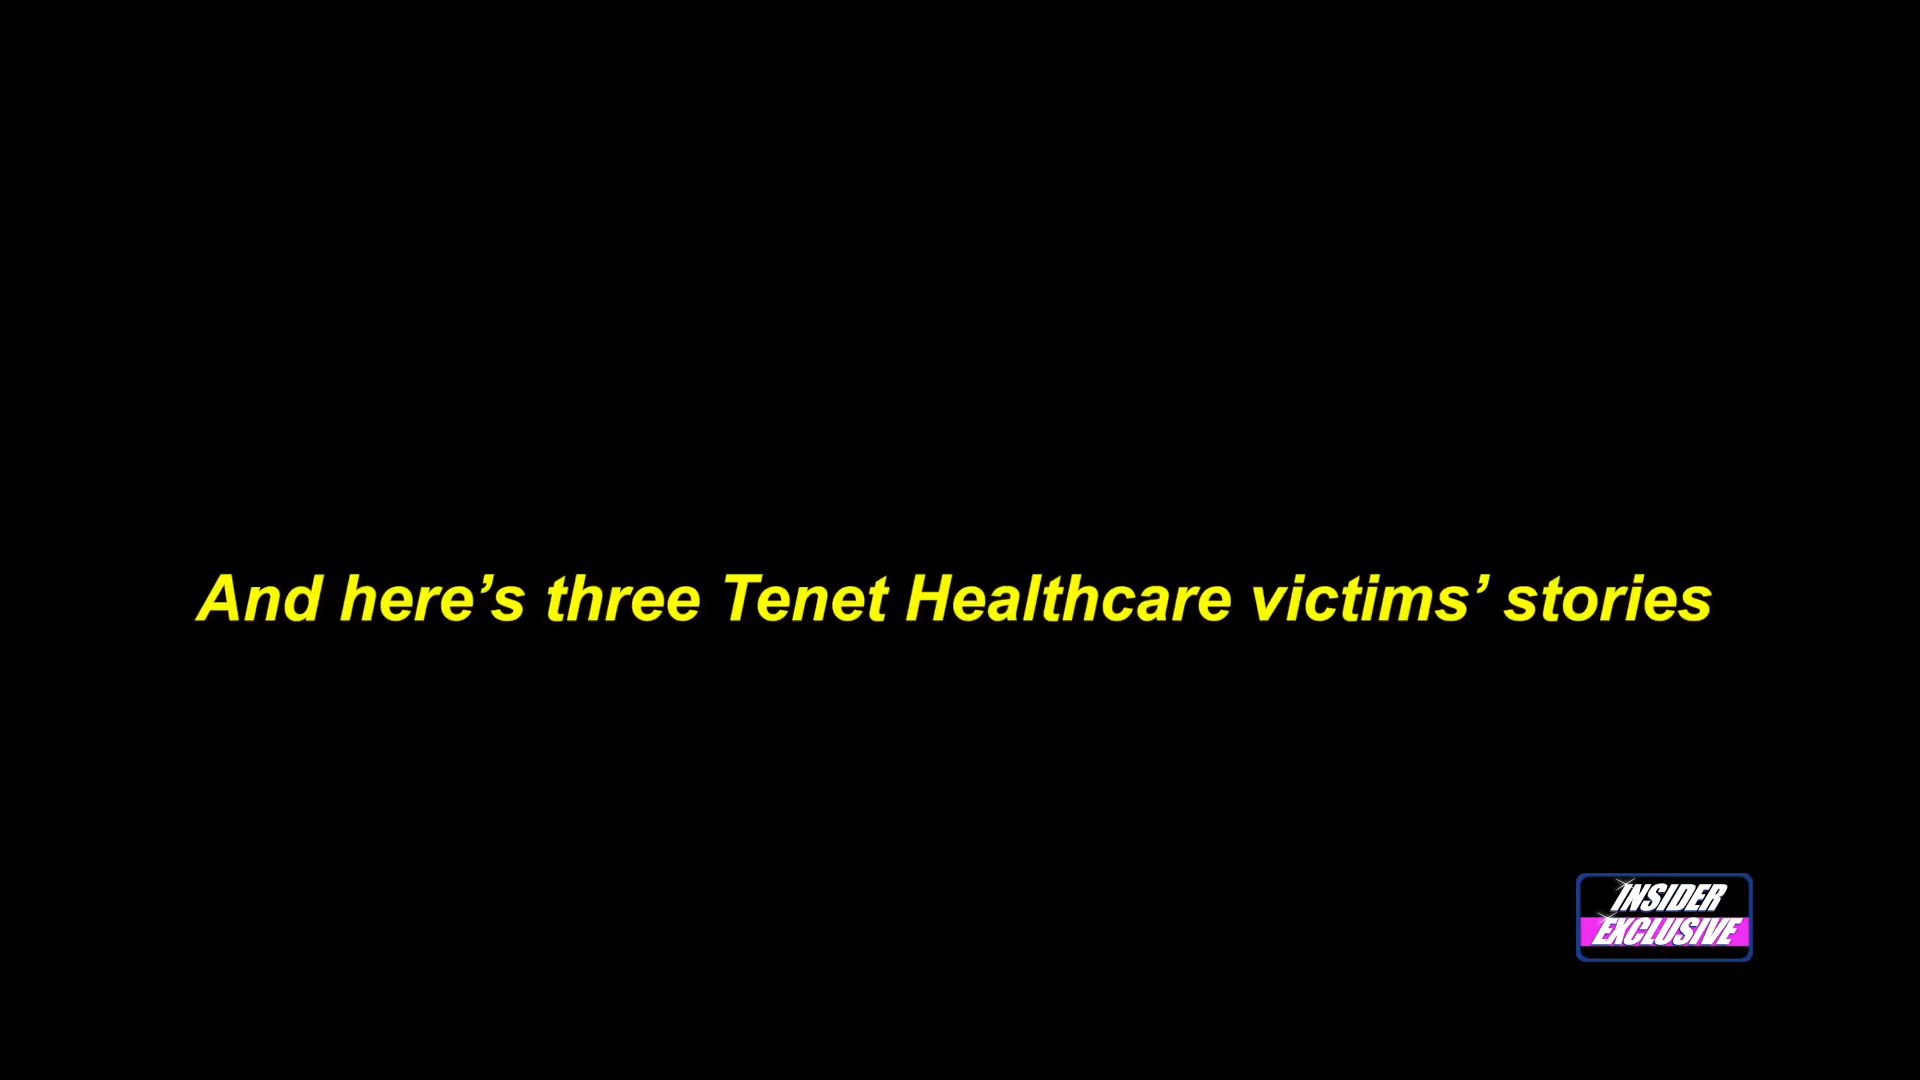 And here’s three Tenet Healthcare victims’ stories
INSIDER
EXCLUSIVE